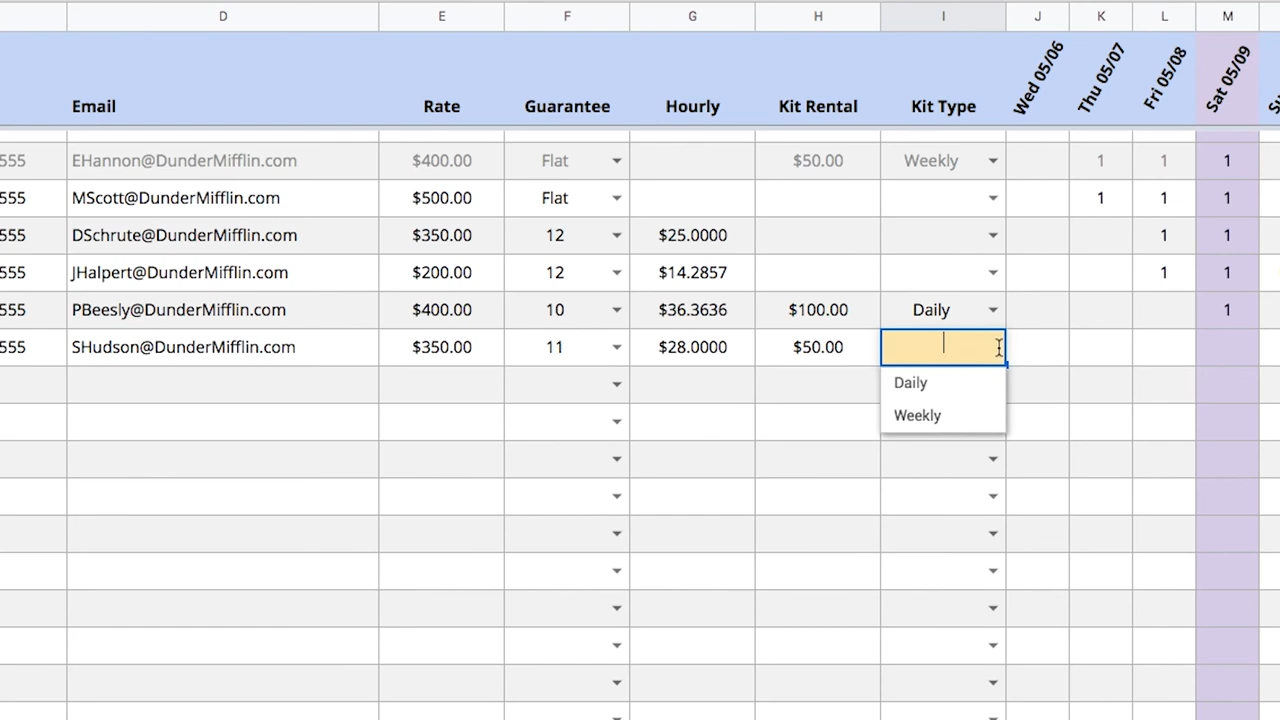 D E F G H I J K L M
Email Rate Guarantee Hourly Kit Rental Kit Type Wed 05/06 Thu 05/07 Fri 05/08 Sat 05/09
555 EHannon@DunderMifflin.com $400.00 Flat $50.00 Weekly 1 1 1
555 MScott@DunderMifflin.com $500.00 Flat 1 1 1
555 DSchrute@DunderMifflin.com $350.00 12 $25.0000 1 1
555 JHalpert@DunderMifflin.com $200.00 12 $14.2857 1 1
555 PBeesly@DunderMifflin.com $400.00 10 $36.3636 $100.00 Daily 1
555 SHudson@DunderMifflin.com $350.00 11 $28.0000 $50.00
Daily
Weekly